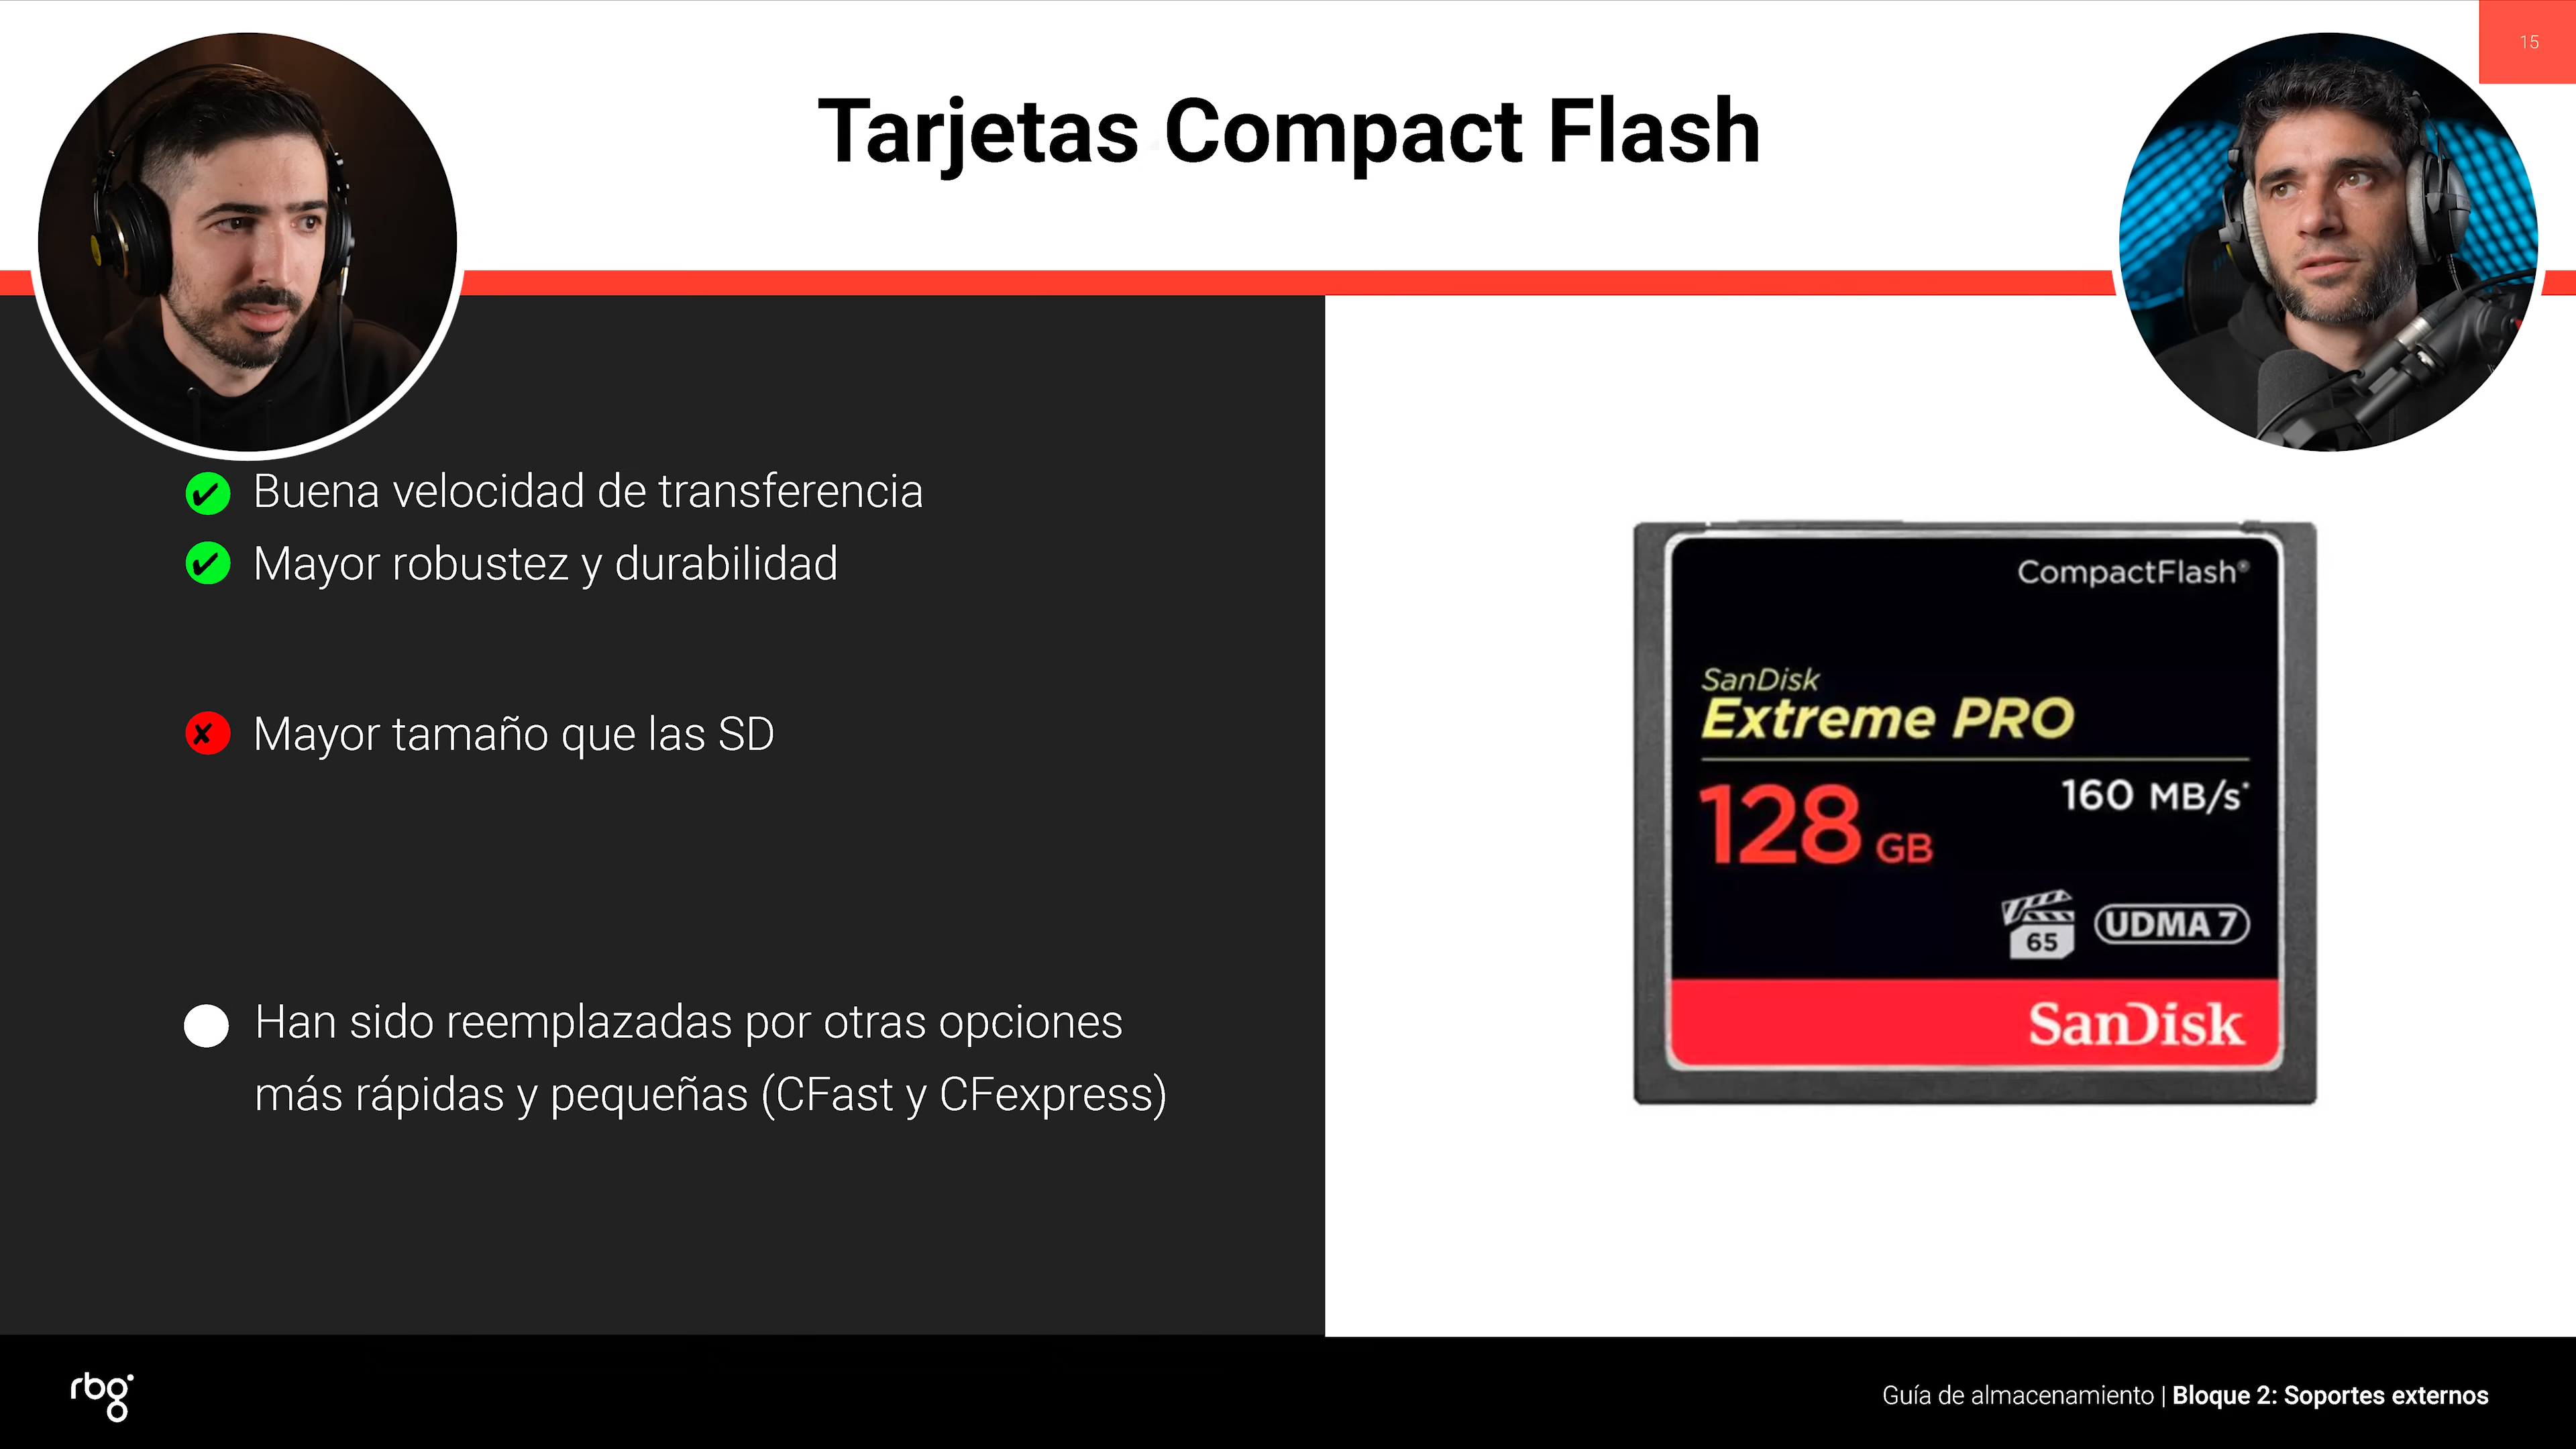 15
Tarjetas Compact Flash
Buena velocidad de transferencia
Mayor robustez y durabilidad
Mayor tamaño que las SD
Han sido reemplazadas por otras opciones
más rápidas y pequeñas (CFast y CFexpress)
CompactFlash®
SanDisk
Extreme PRO
160 MB/s*
128 GB
65
UDMA 7
SanDisk
rbg
Guía de almacenamiento | Bloque 2: Soportes externos